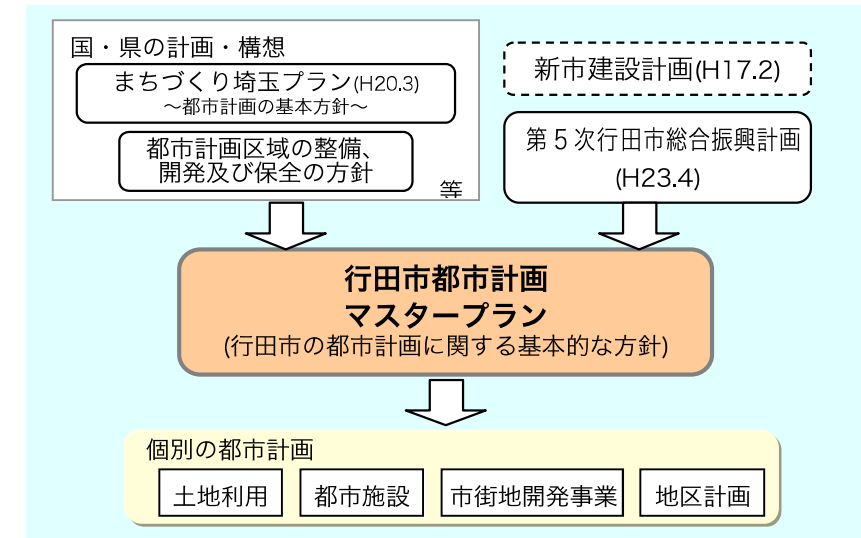 国・県の計画・構想
まちづくり埼玉プラン(H20.3)
～都市計画の基本方針～
都市計画区域の整備、
開発及び保全の方針
等
新市建設計画(H17.2)
第5次行田市総合振興計画
(H23.4)
行田市都市計画
マスタープラン
(行田市の都市計画に関する基本的な方針)
個別の都市計画
土地利用
都市施設
市街地開発事業
地区計画